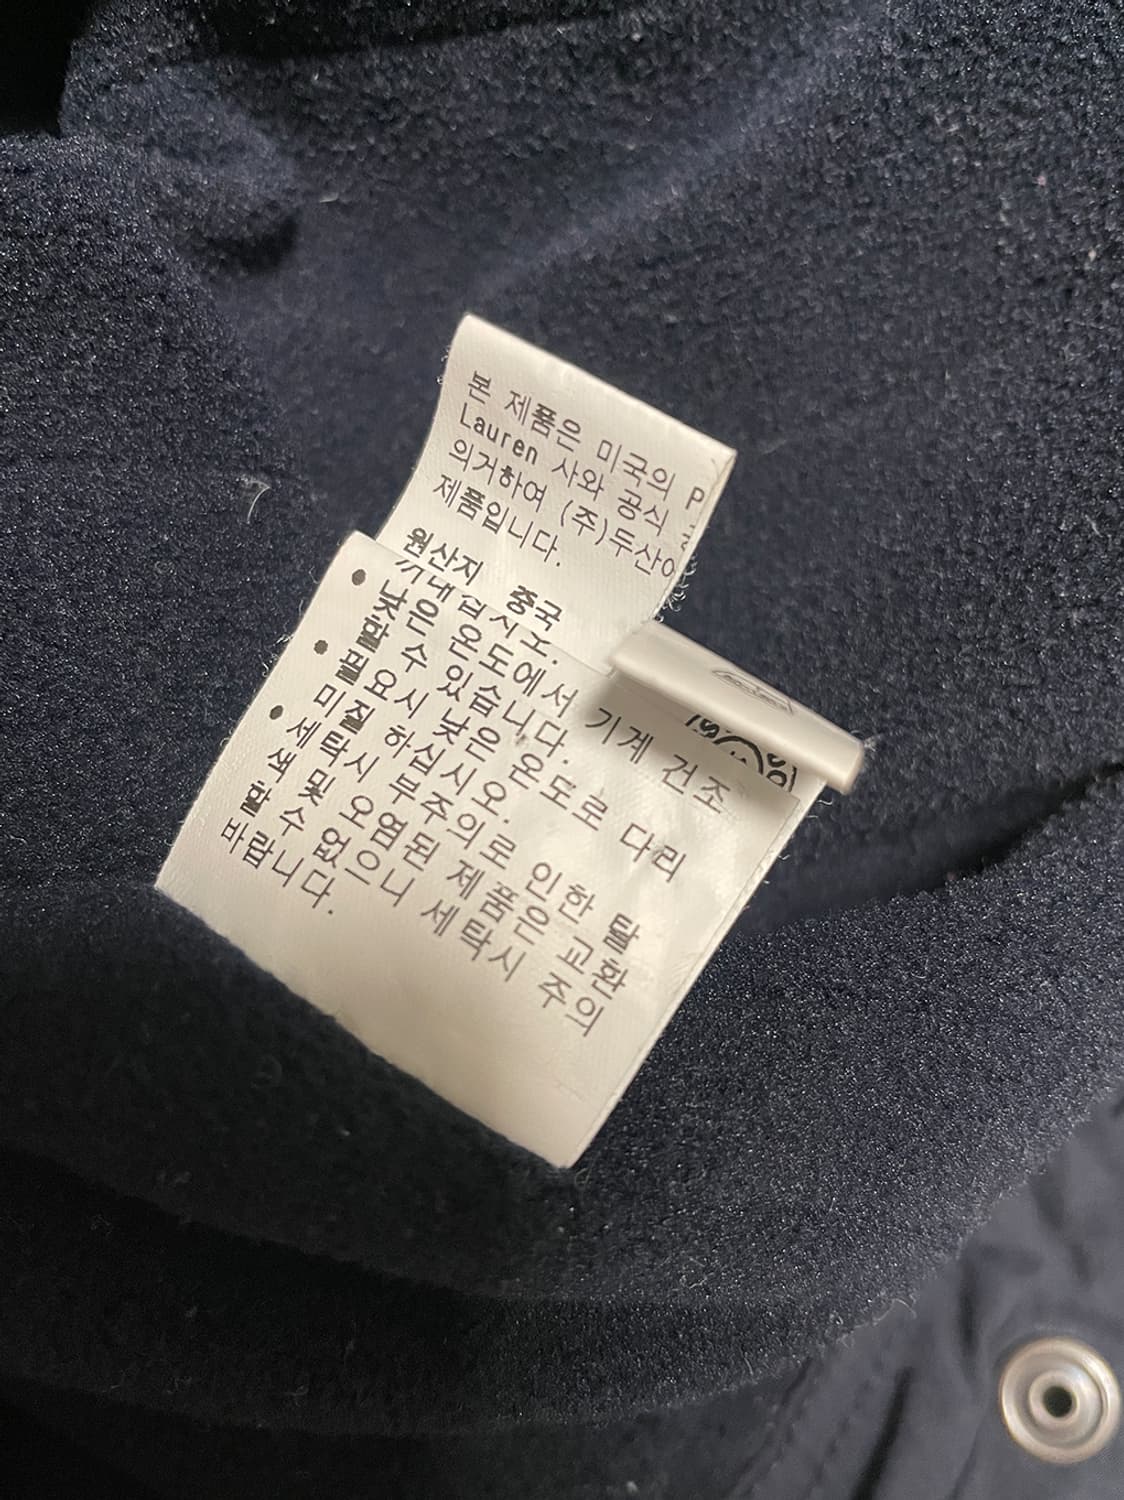 본 제품은 미국의 P
Lauren 사와 공식
의거하여 (주)두산
제품입니다.
원산지 중국
• 낮은 온도에서 기계 건조
할 수 있습니다.
• 필요시 낮은 온도로 다리
미질 하십시오.
• 세탁시 부주의로 인한 탈
색 및 오염된 제품은 교환
할 수 없으니 세탁시 주의
바랍니다.